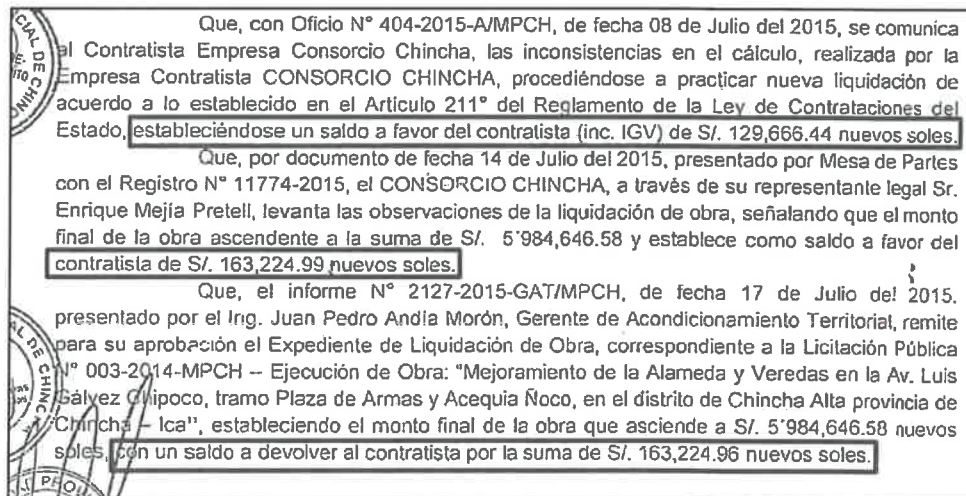 Que, con Oficio N° 404-2015-A/MPCH, de fecha 08 de Julio del 2015, se comunica
al Contratista Empresa Consorcio Chincha, las inconsistencias en el cálculo, realizada por la
Empresa Contratista CONSORCIO CHINCHA, procediéndose a practicar nueva liquidación de
acuerdo a lo establecido en el Artículo 211° del Reglamento de la Ley de Contrataciones del
Estado, estableciéndose un saldo a favor del contratista (inc. IGV) de S/. 129,666.44 nuevos soles.
Que, por documento de fecha 14 de Julio del 2015, presentado por Mesa de Partes
con el Registro N° 11774-2015, el CONSORCIO CHINCHA, a través de su representante legal Sr.
Enrique Mejía Pretell, levanta las observaciones de la liquidación de obra, señalando que el monto
final de la obra ascendente a la suma de S/. 5'984,646.58 y establece como saldo a favor del
contratista de S/. 163,224.99 nuevos soles.
Que, el informe N° 2127-2015-GAT/MPCH, de fecha 17 de Julio del 2015.
presentado por el Ing. Juan Pedro Andía Morón, Gerente de Acondicionamiento Territorial, remite
para su aprobación el Expediente de Liquidación de Obra, correspondiente a la Licitación Pública
N° 003-2014-MPCH – Ejecución de Obra: "Mejoramiento de la Alameda y Veredas en la Av. Luis
Gálvez Chipoco, tramo Plaza de Armas y Acequia Ñoco, en el distrito de Chincha Alta provincia de
Chincha – Ica", estableciendo el monto final de la obra que asciende a S/. 5'984,646.58 nuevos
soles, con un saldo a devolver al contratista por la suma de S/. 163,224.96 nuevos soles.